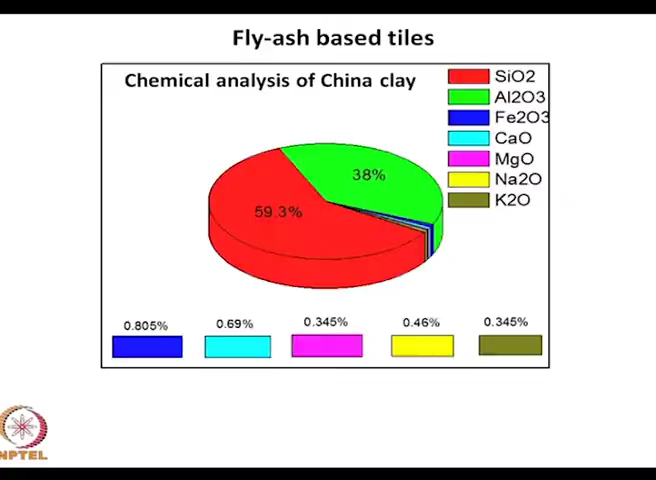 Fly-ash based tiles
Chemical analysis of China clay
SiO2
Al2O3
Fe2O3
CaO
MgO
Na2O
K2O
38%
59.3%
0.805%
0.69%
0.345%
0.46%
0.345%
NPTEL